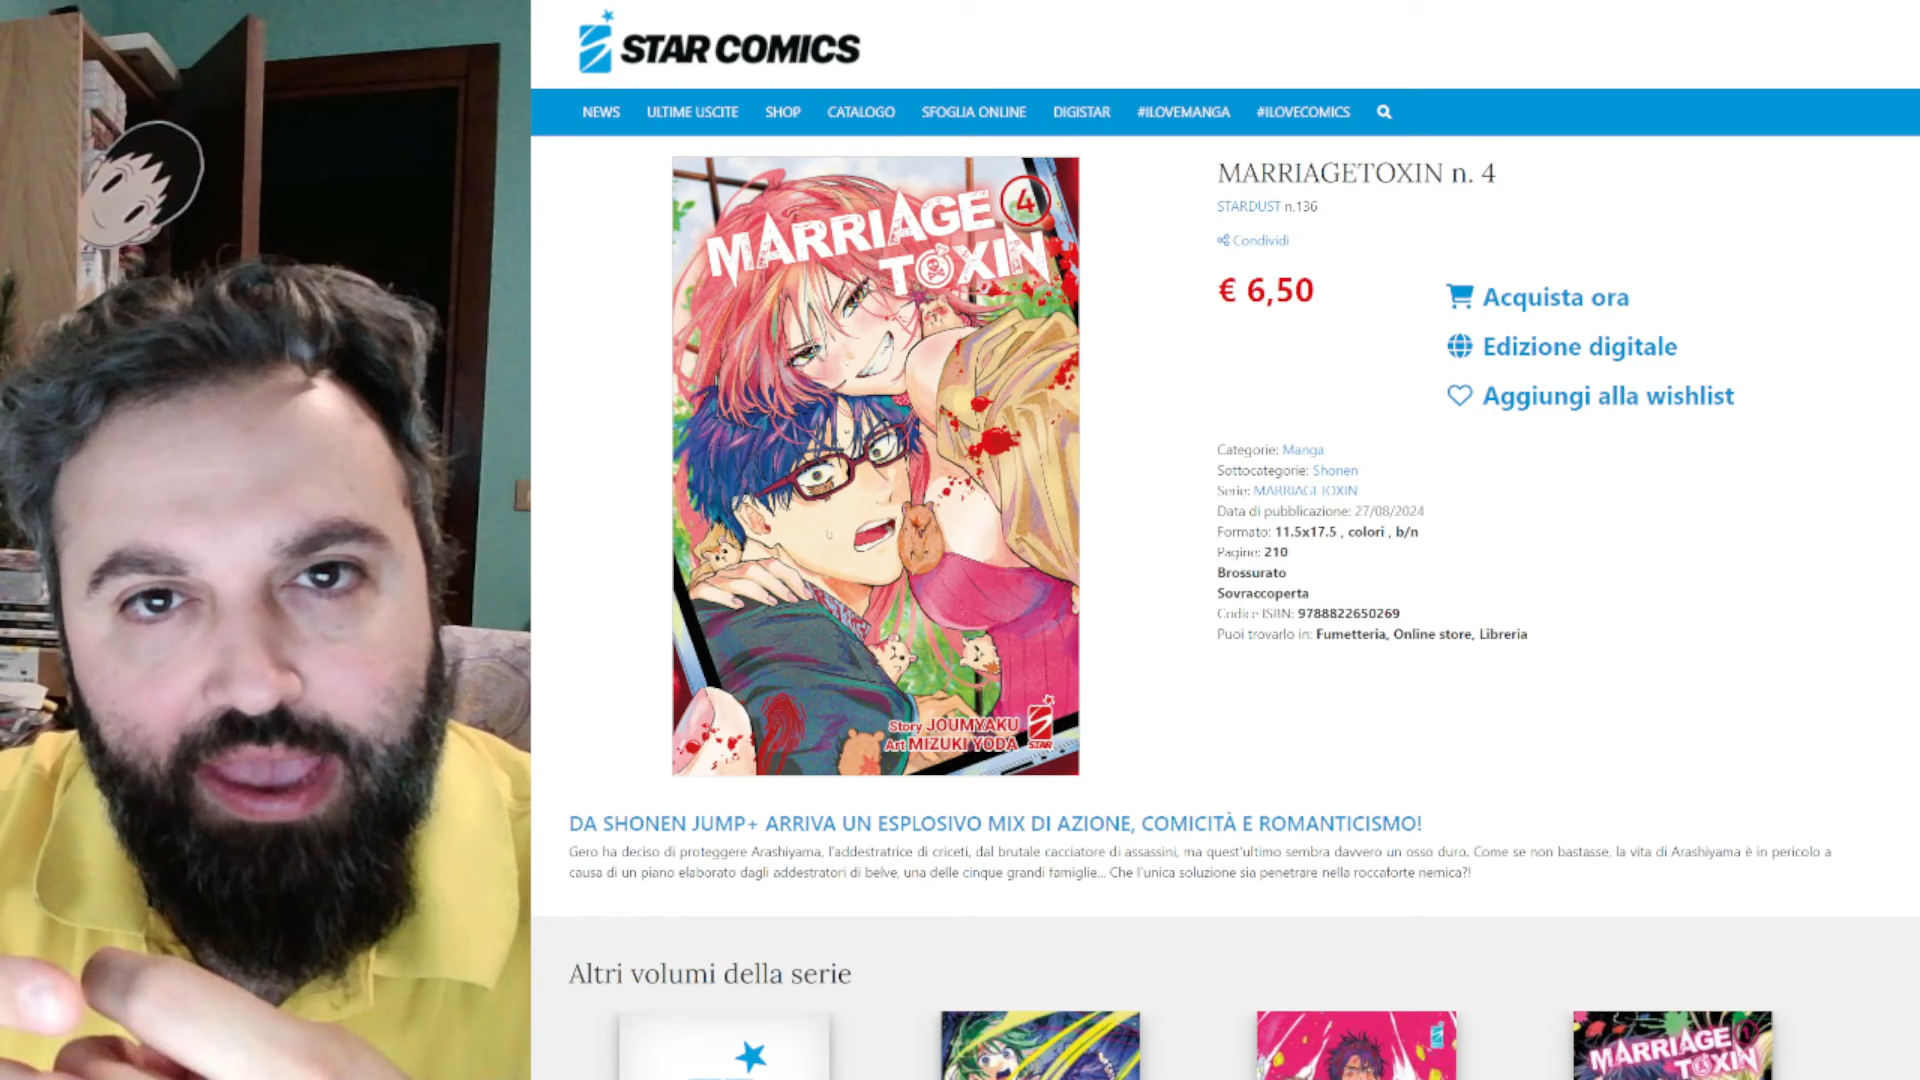 STAR COMICS
NEWS ULTIME USCITE SHOP CATALOGO SFOGLIA ONLINE DIGISTAR #ILOVEMANGA #ILOVECOMICS
MARRIAGE
TOXIN
4
Story JOUMYAKU
Art MIZUKI YODA
STAR
MARRIAGETOXIN n. 4
STARDUST n.136
Condividi
€ 6,50
Acquista ora
Edizione digitale
Aggiungi alla wishlist
Categorie: Manga
Sottocategorie: Shonen
Serie: MARRIAGETOXIN
Data di pubblicazione: 27/08/2024
Formato: 11.5x17.5 , colori , b/n
Pagine: 210
Brossurato
Sovraccoperta
Codice ISBN: 9788822650269
Puoi trovarlo in: Fumetteria, Online store, Libreria
DA SHONEN JUMP+ ARRIVA UN ESPLOSIVO MIX DI AZIONE, COMICITÀ E ROMANTICISMO!
Gero ha deciso di proteggere Arashiyama, l'addestratrice di criceti, dal brutale cacciatore di assassini, ma quest'ultimo sembra davvero un osso duro. Come se non bastasse, la vita di Arashiyama è in pericolo a
causa di un piano elaborato dagli addestratori di belve, una delle cinque grandi famiglie... Che l'unica soluzione sia penetrare nella roccaforte nemica?!
Altri volumi della serie
MARRIAGE 1
TOXIN